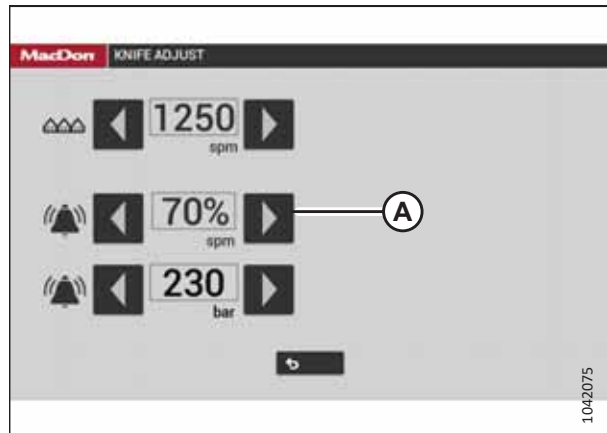 MacDon KNIFE ADJUST
1250
spm
70%
spm
A
230
bar
1042075